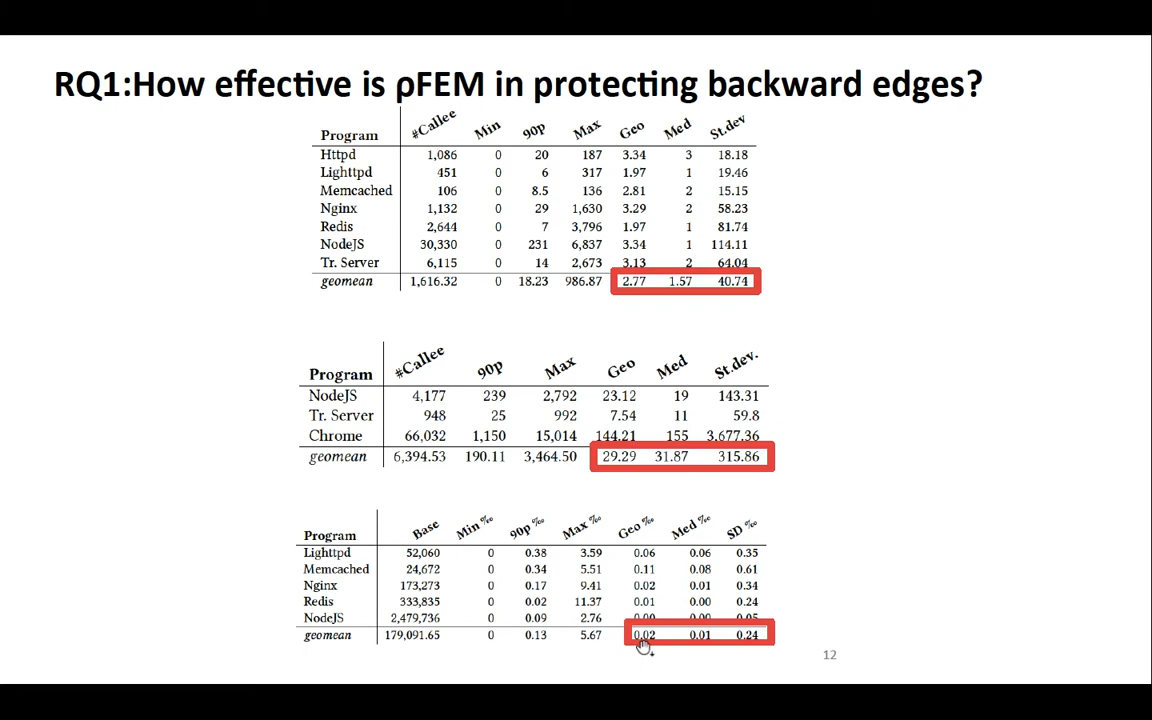 RQ1:How effective is ρFEM in protecting backward edges?
Program #Callee Min 90p Max Geo Med St.dev
Httpd 1,086 0 20 187 3.34 3 18.18
Lighttpd 451 0 6 317 1.97 1 19.46
Memcached 106 0 8.5 136 2.81 2 15.15
Nginx 1,132 0 29 1,630 3.29 2 58.23
Redis 2,644 0 7 3,796 1.97 1 81.74
NodeJS 30,330 0 231 6,837 3.34 1 114.11
Tr. Server 6,115 0 14 2,673 3.13 2 64.04
geomean 1,616.32 0 18.23 986.87 2.77 1.57 40.74
Program #Callee 90p Max Geo Med St.dev.
NodeJS 4,177 239 2,792 23.12 19 143.31
Tr. Server 948 25 992 7.54 11 59.8
Chrome 66,032 1,150 15,014 144.21 155 3,677.36
geomean 6,394.53 190.11 3,464.50 29.29 31.87 315.86
Program Base Min ‰ 90p ‰ Max ‰ Geo ‰ Med ‰ SD ‰
Lighttpd 52,060 0 0.38 3.59 0.06 0.06 0.35
Memcached 24,672 0 0.34 5.51 0.11 0.08 0.61
Nginx 173,273 0 0.17 9.41 0.02 0.01 0.34
Redis 333,835 0 0.02 11.37 0.01 0.00 0.24
NodeJS 2,479,736 0 0.09 2.76 0.00 0.00 0.05
geomean 179,091.65 0 0.13 5.67 0.02 0.01 0.24
12